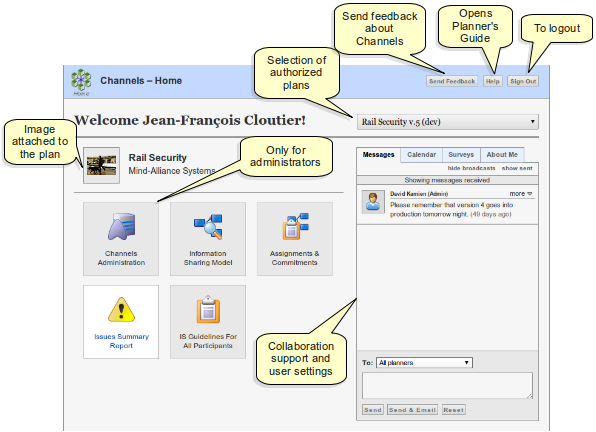 Send feedback
about
Channels
Opens
Planner's
Guide
To logout
Selection of
authorized
plans
Home
Channels – Home
Send Feedback
Help
Sign Out
Welcome Jean-François Cloutier!
Rail Security v.5 (dev)
Image
attached to
the plan
Rail Security
Mind-Alliance Systems
Only for
administrators
Messages
Calendar
Surveys
About Me
hide broadcasts
show sent
Showing messages received
David Kamien (Admin)
more
Please remember that version 4 goes into
production tomorrow night. (49 days ago)
Channels
Administration
Information
Sharing Model
Assignments &
Commitments
Issues Summary
Report
IS Guidelines For
All Participants
Collaboration
support and
user settings
To:
All planners
Send
Send & Email
Reset